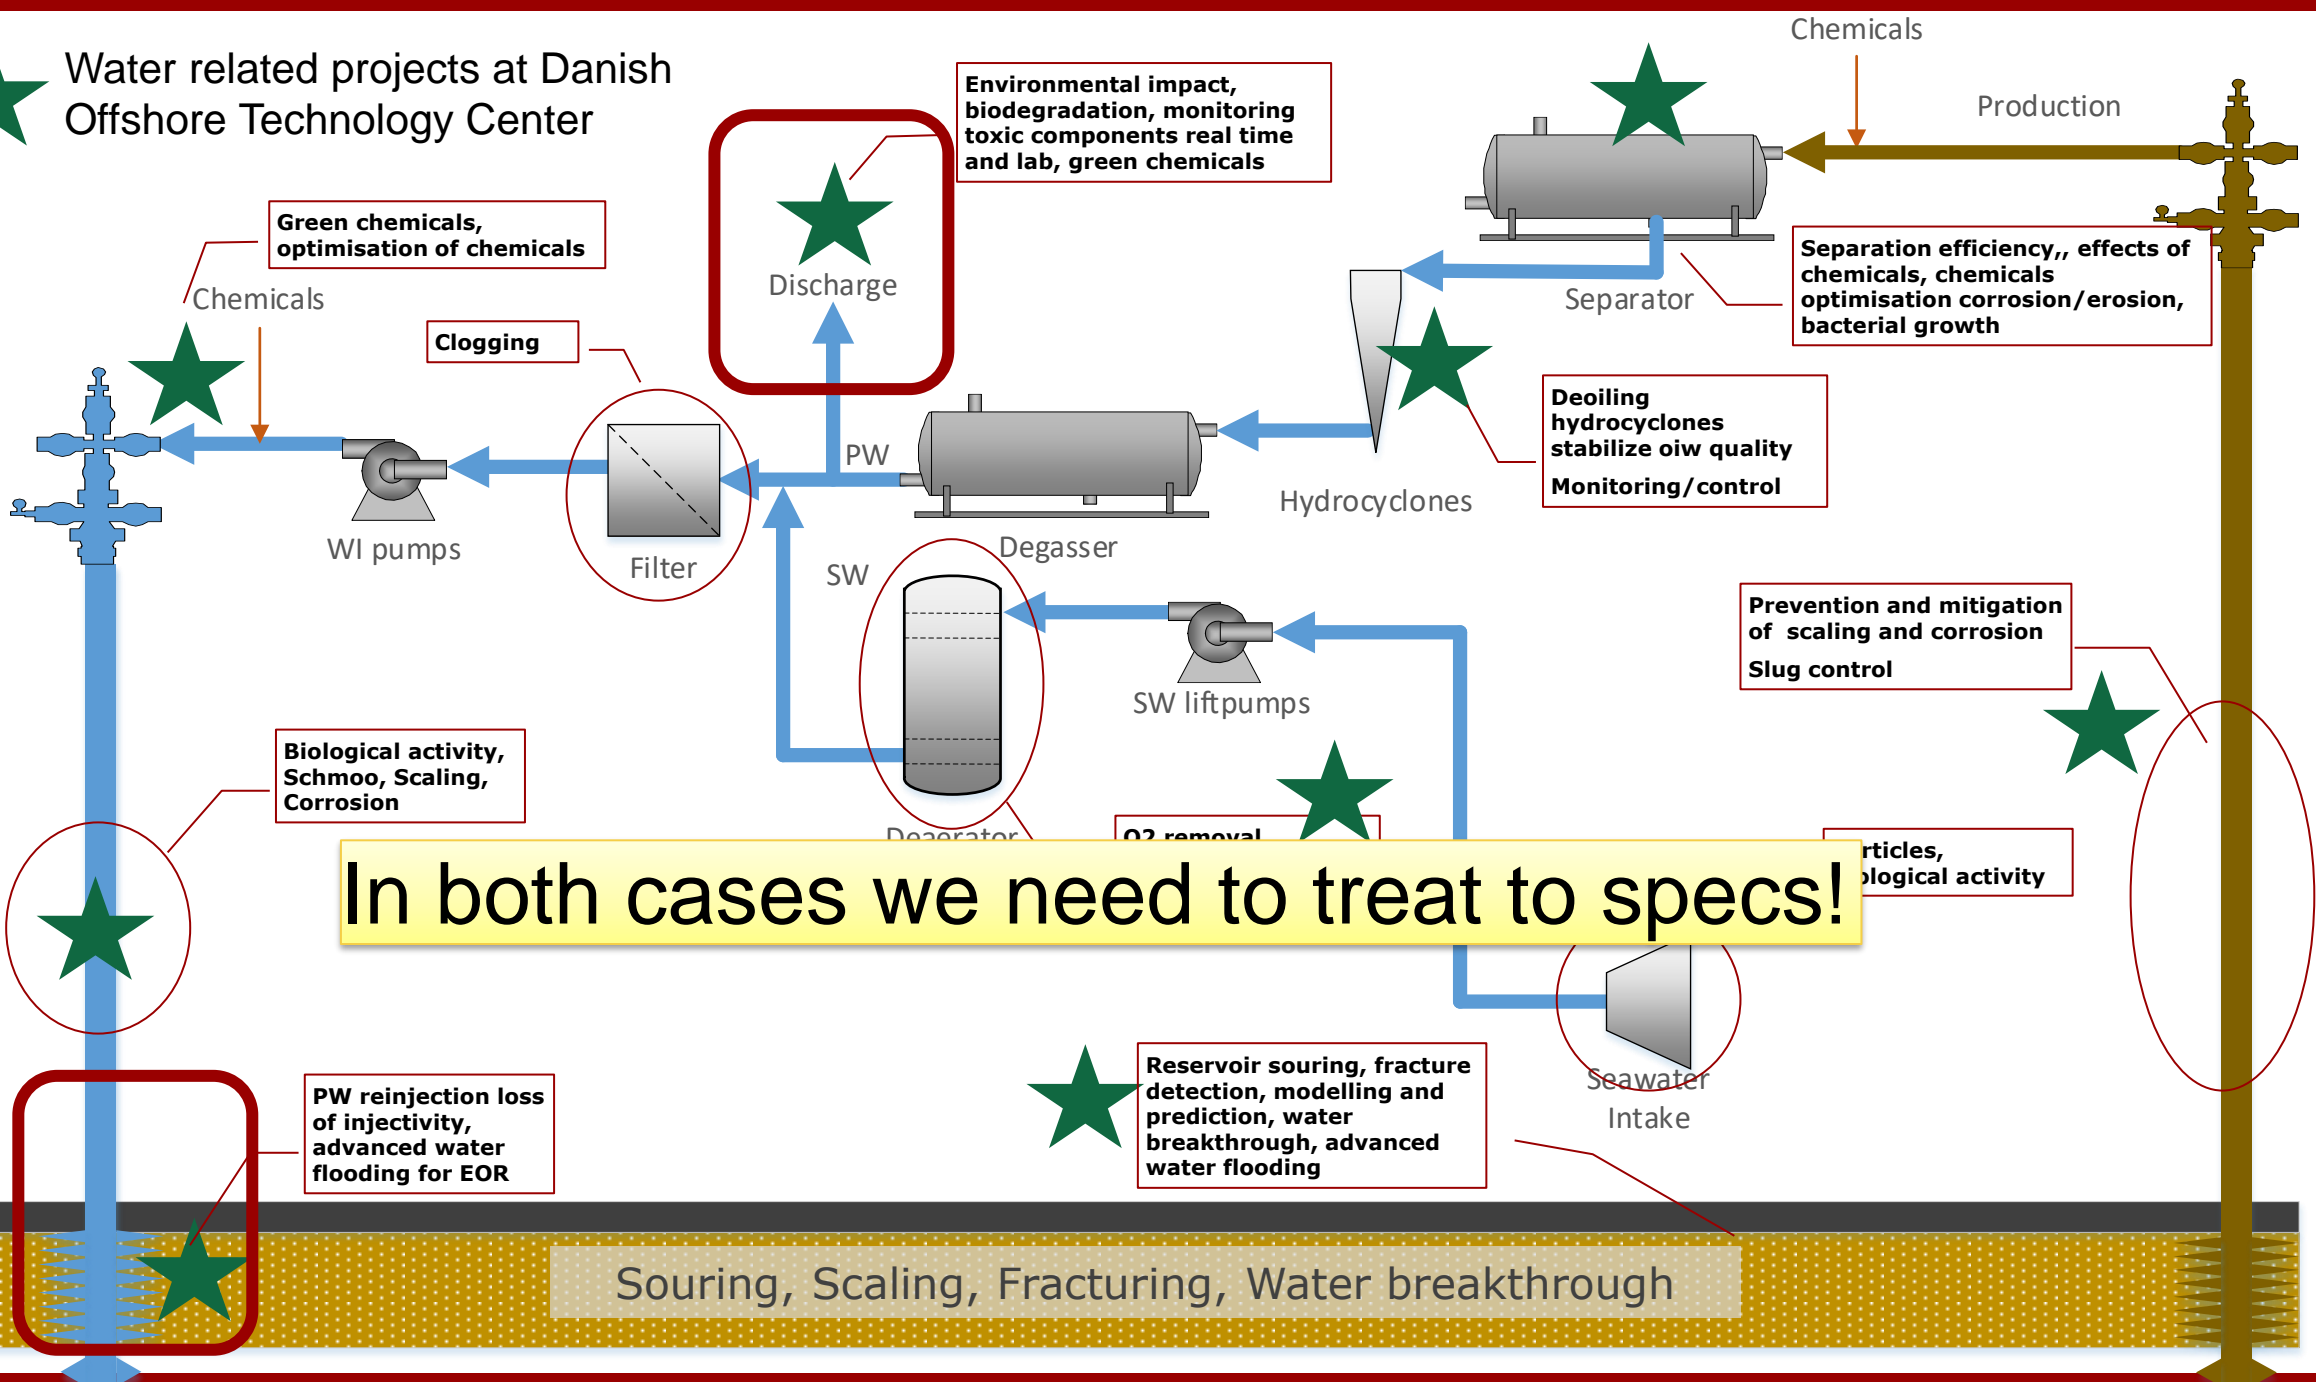 Water related projects at Danish
Offshore Technology Center
Chemicals
Production
Environmental impact,
biodegradation, monitoring
toxic components real time
and lab, green chemicals
Green chemicals,
optimisation of chemicals
Chemicals
Discharge
Separator
Separation efficiency,, effects of
chemicals, chemicals
optimisation corrosion/erosion,
bacterial growth
Clogging
Deoiling
hydrocyclones
stabilize oiw quality
Monitoring/control
PW
Hydrocyclones
WI pumps
Filter
Degasser
SW
SW liftpumps
Prevention and mitigation
of scaling and corrosion
Slug control
Biological activity,
Schmoo, Scaling,
Corrosion
Deaerator
O2 removal
rticles,
ological activity
In both cases we need to treat to specs!
Seawater
Intake
Reservoir souring, fracture
detection, modelling and
prediction, water
breakthrough, advanced
water flooding
PW reinjection loss
of injectivity,
advanced water
flooding for EOR
Souring, Scaling, Fracturing, Water breakthrough